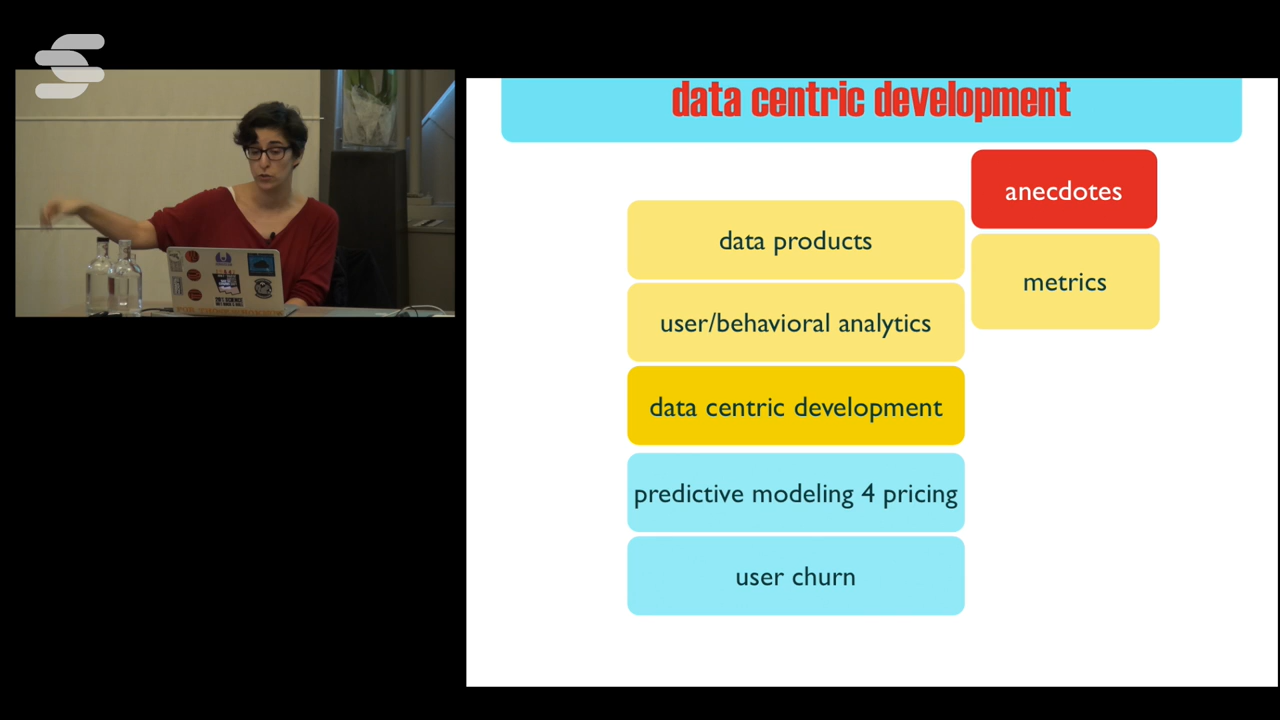 data centric development
anecdotes
data products
metrics
user/behavioral analytics
data centric development
predictive modeling 4 pricing
user churn